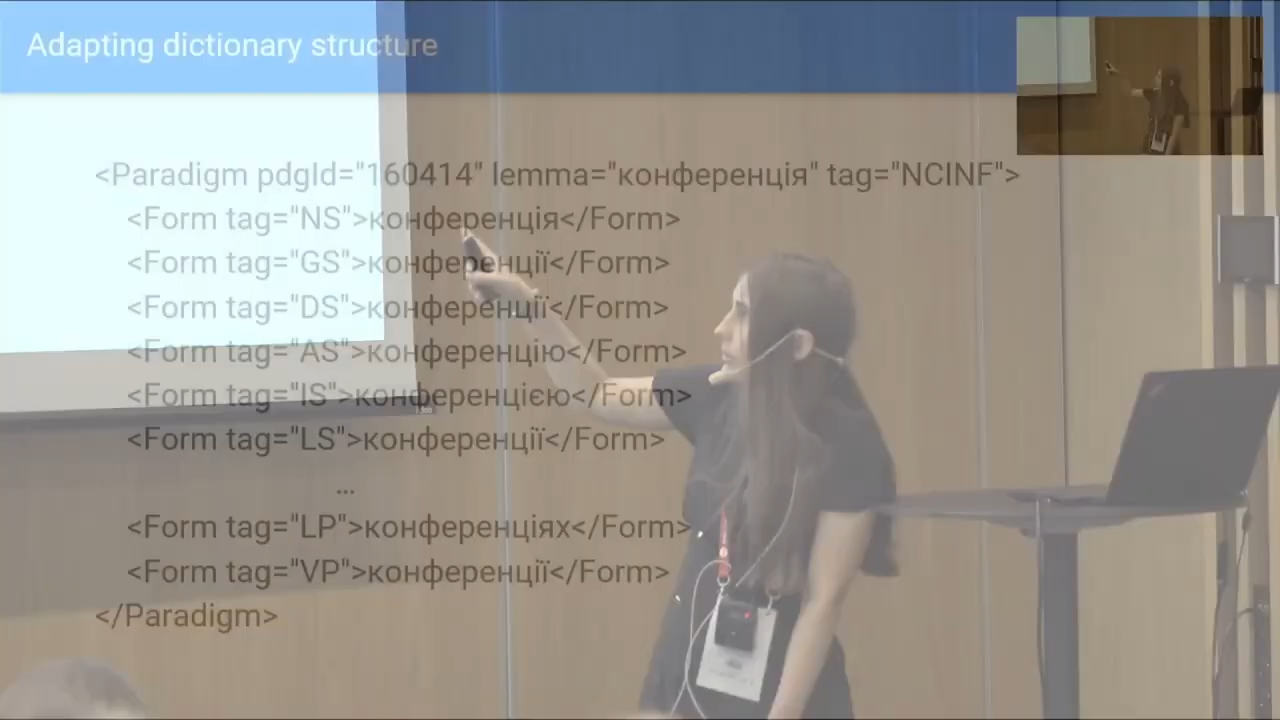 Adapting dictionary structure
<Paradigm pdgId="160414" lemma="конференція" tag="NCINF">
<Form tag="NS">конференція</Form>
<Form tag="GS">конференції</Form>
<Form tag="DS">конференції</Form>
<Form tag="AS">конференцію</Form>
<Form tag="IS">конференцією</Form>
<Form tag="LS">конференції</Form>
...
<Form tag="LP">конференціях</Form>
<Form tag="VP">конференції</Form>
</Paradigm>